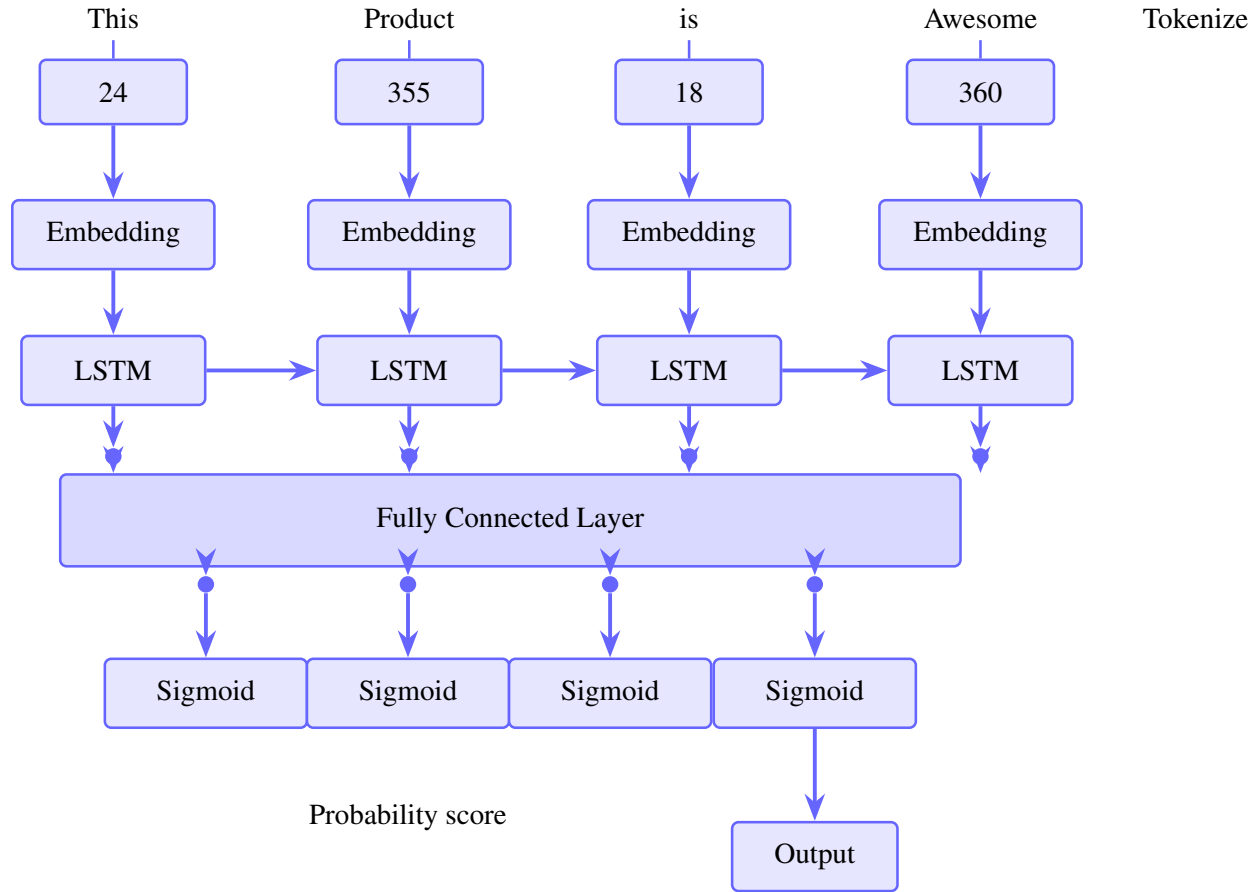 This Product is Awesome Tokenize
24 355 18 360
Embedding Embedding Embedding Embedding
LSTM LSTM LSTM LSTM
Fully Connected Layer
Sigmoid Sigmoid Sigmoid Sigmoid
Probability score
Output